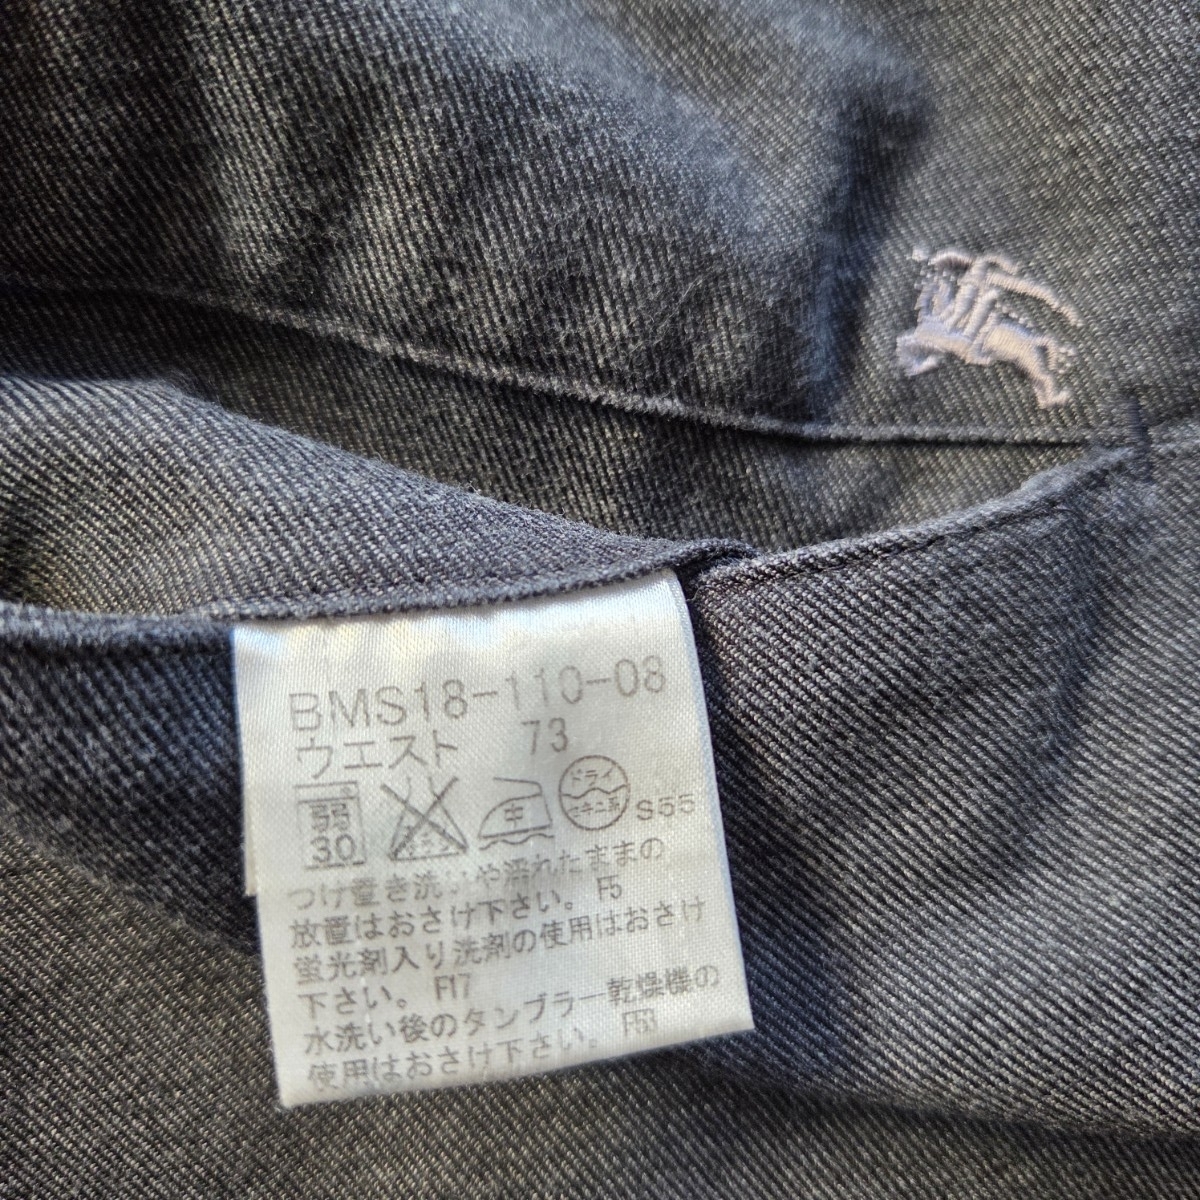 BMS18-110-08
ウエスト 73
弱 30 中 ドライ セキユ系 S55
つけ置き洗いや濡れたままの
放置はおさけ下さい。 F5
蛍光剤入り洗剤の使用はおさけ
下さい。 F17
水洗い後のタンブラー乾燥機の
使用はおさけ下さい。 F53